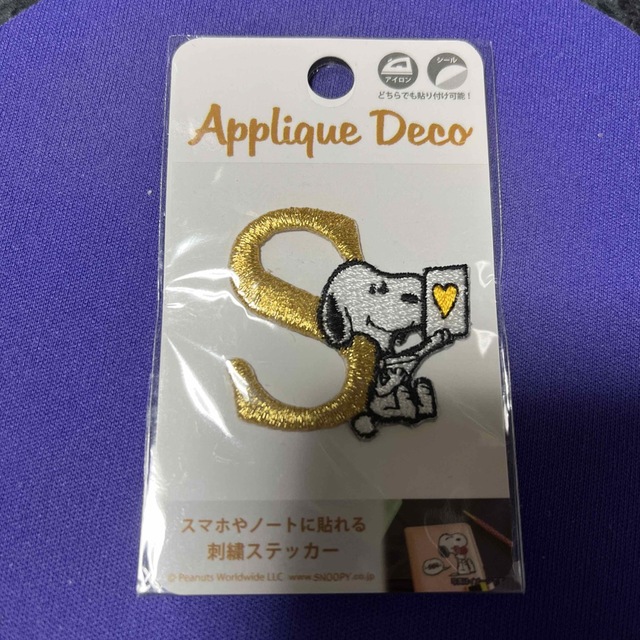 アイロン
シール
どちらでも貼り付け可能!
Applique Deco
S
スマホやノートに貼れる
刺繍ステッカー
© Peanuts Worldwide LLC www.SNOOPY.co.jp